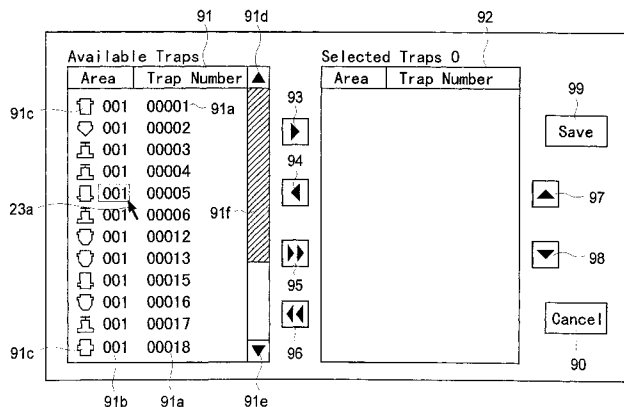 91 91d 92
Available Traps Selected Traps 0
Area Trap Number Area Trap Number
91c 001 00001 91a 93 99
001 00002 Save
001 00003
94
001 00004
001 00005 97
23a 001 00006 91f
001 00012
001 00013 98
95
001 00015
001 00016
001 00017 Cancel
91c 001 00018
96 90
91b 91a 91e